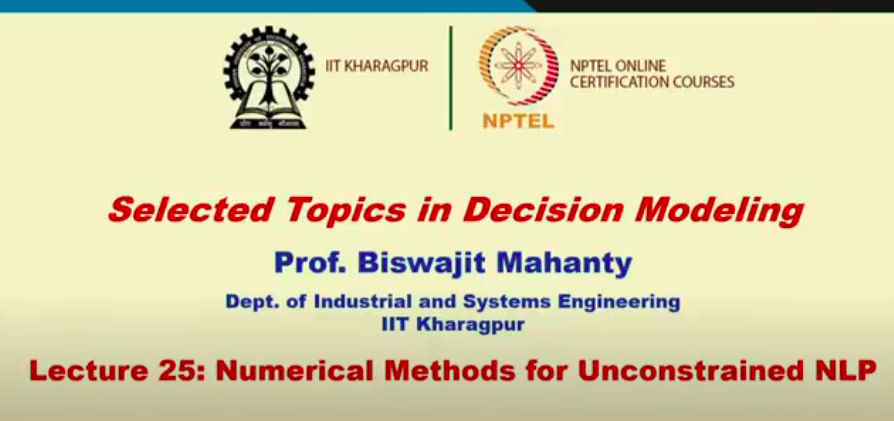 IIT KHARAGPUR
NPTEL ONLINE
CERTIFICATION COURSES
NPTEL
Selected Topics in Decision Modeling
Prof. Biswajit Mahanty
Dept. of Industrial and Systems Engineering
IIT Kharagpur
Lecture 25: Numerical Methods for Unconstrained NLP